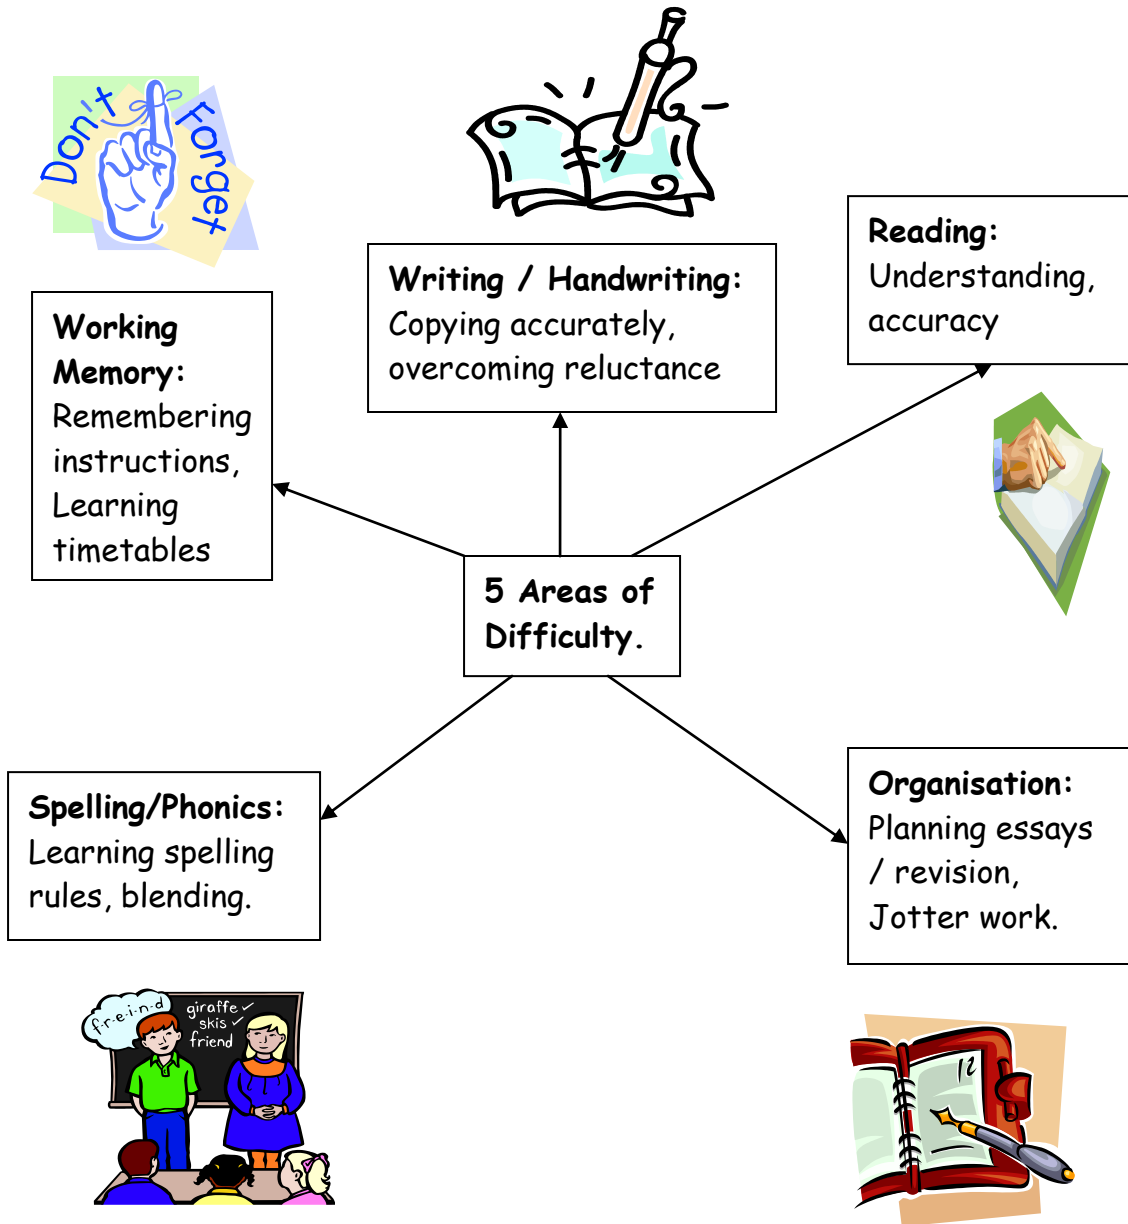 Don't
Forget
Writing / Handwriting:
Copying accurately,
overcoming reluctance
Reading:
Understanding,
accuracy
Working
Memory:
Remembering
instructions,
Learning
timetables
5 Areas of
Difficulty.
Spelling/Phonics:
Learning spelling
rules, blending.
Organisation:
Planning essays
/ revision,
Jotter work.
f-r-e-i-n-d
giraffe ✓
skis ✓
friend
12